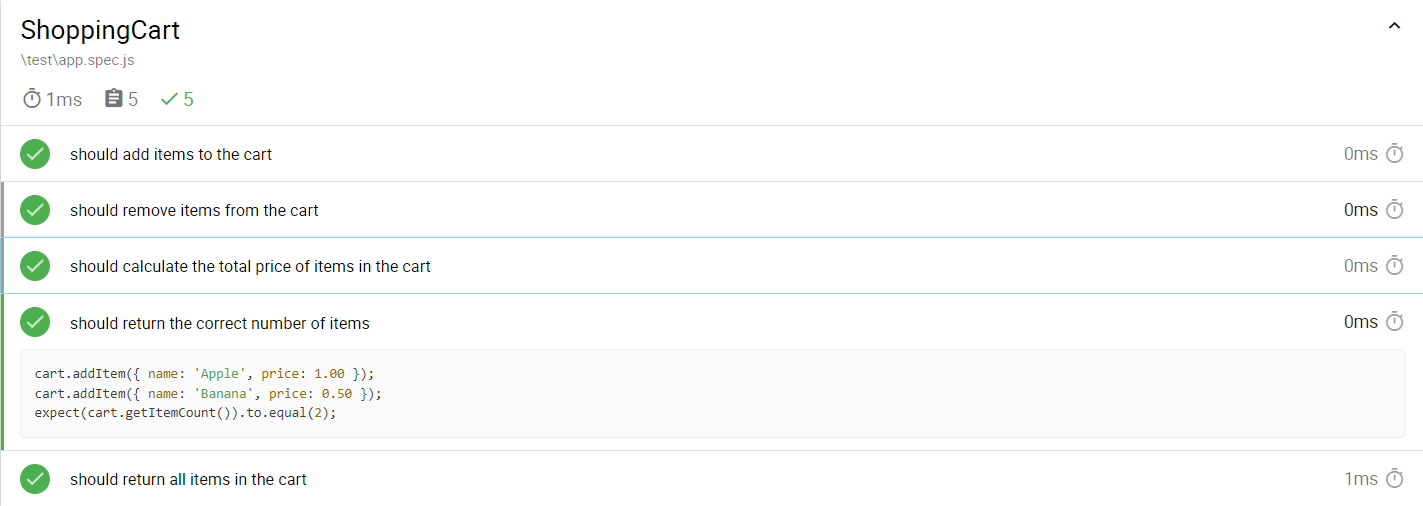 ShoppingCart
\test\app.spec.js
1ms 5 5
should add items to the cart 0ms
should remove items from the cart 0ms
should calculate the total price of items in the cart 0ms
should return the correct number of items 0ms
cart.addItem({ name: 'Apple', price: 1.00 });
cart.addItem({ name: 'Banana', price: 0.50 });
expect(cart.getItemCount()).to.equal(2);
should return all items in the cart 1ms